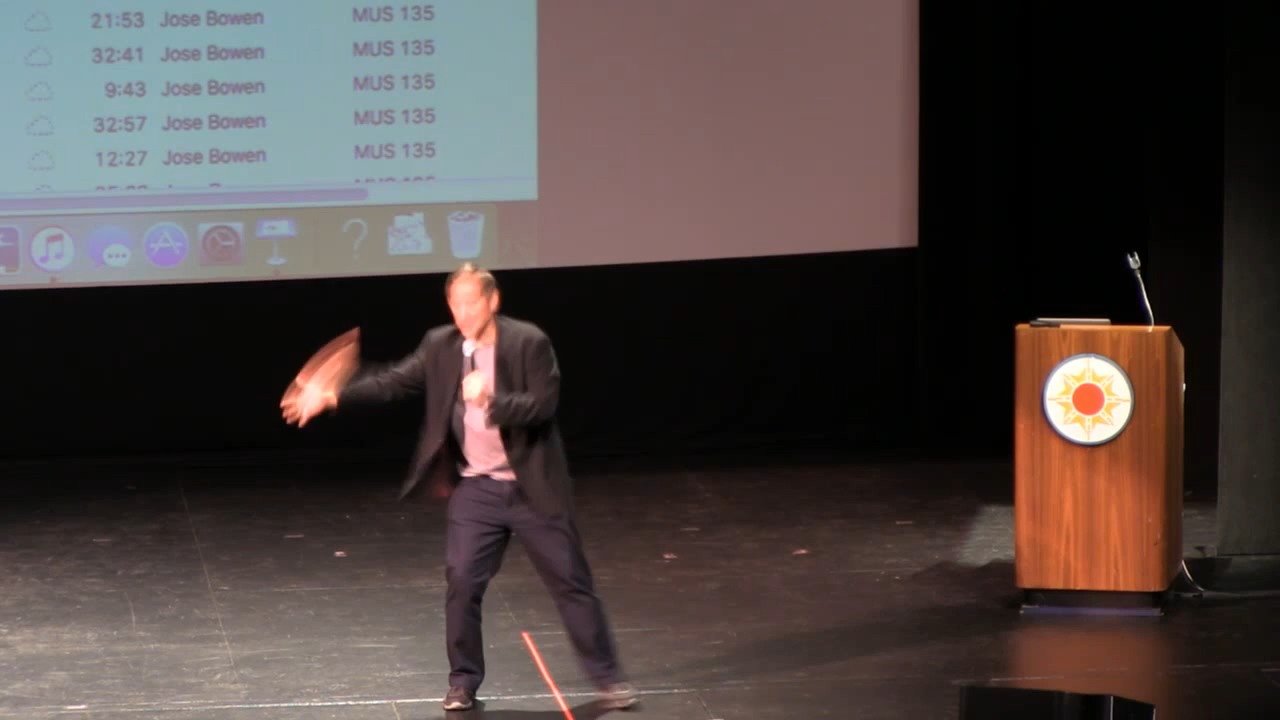 21:53 Jose Bowen MUS 135
32:41 Jose Bowen MUS 135
9:43 Jose Bowen MUS 135
32:57 Jose Bowen MUS 135
12:27 Jose Bowen MUS 135
?